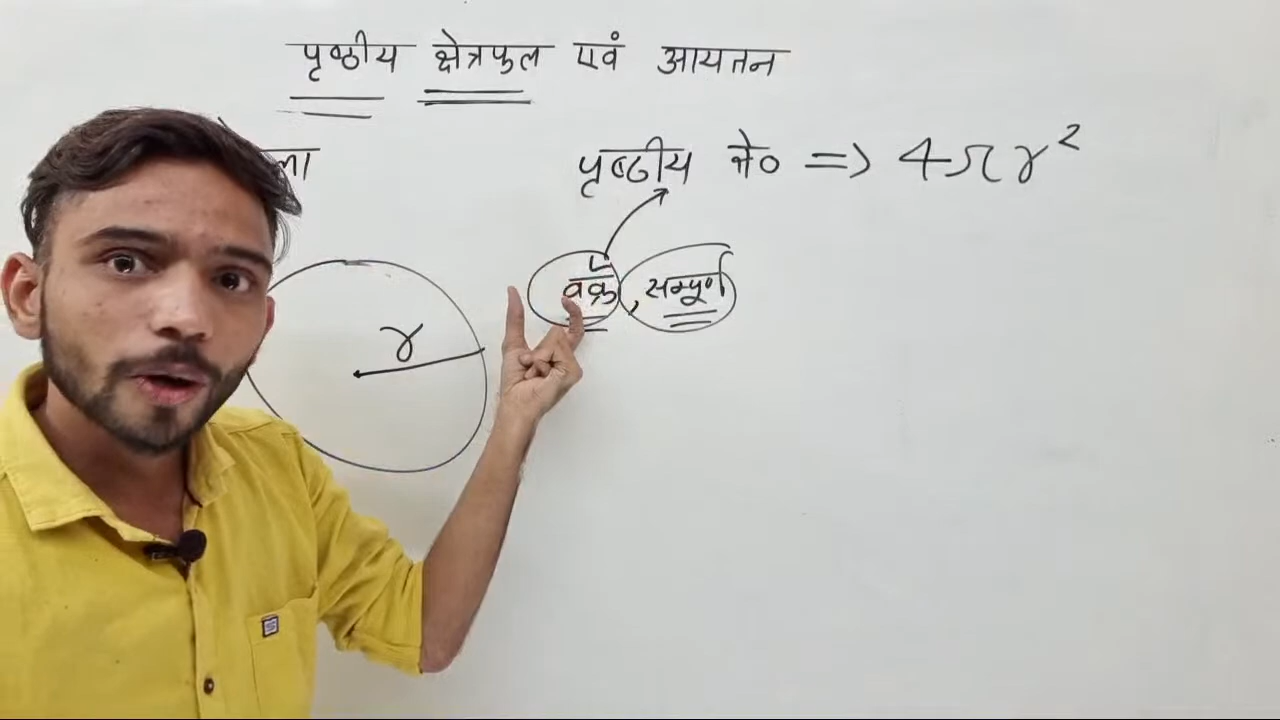 पृष्ठीय क्षेत्रफल एवं आयतन
ला
पृष्ठीय क्षे० => 4πr²
वक्र, सम्पूर्ण
r